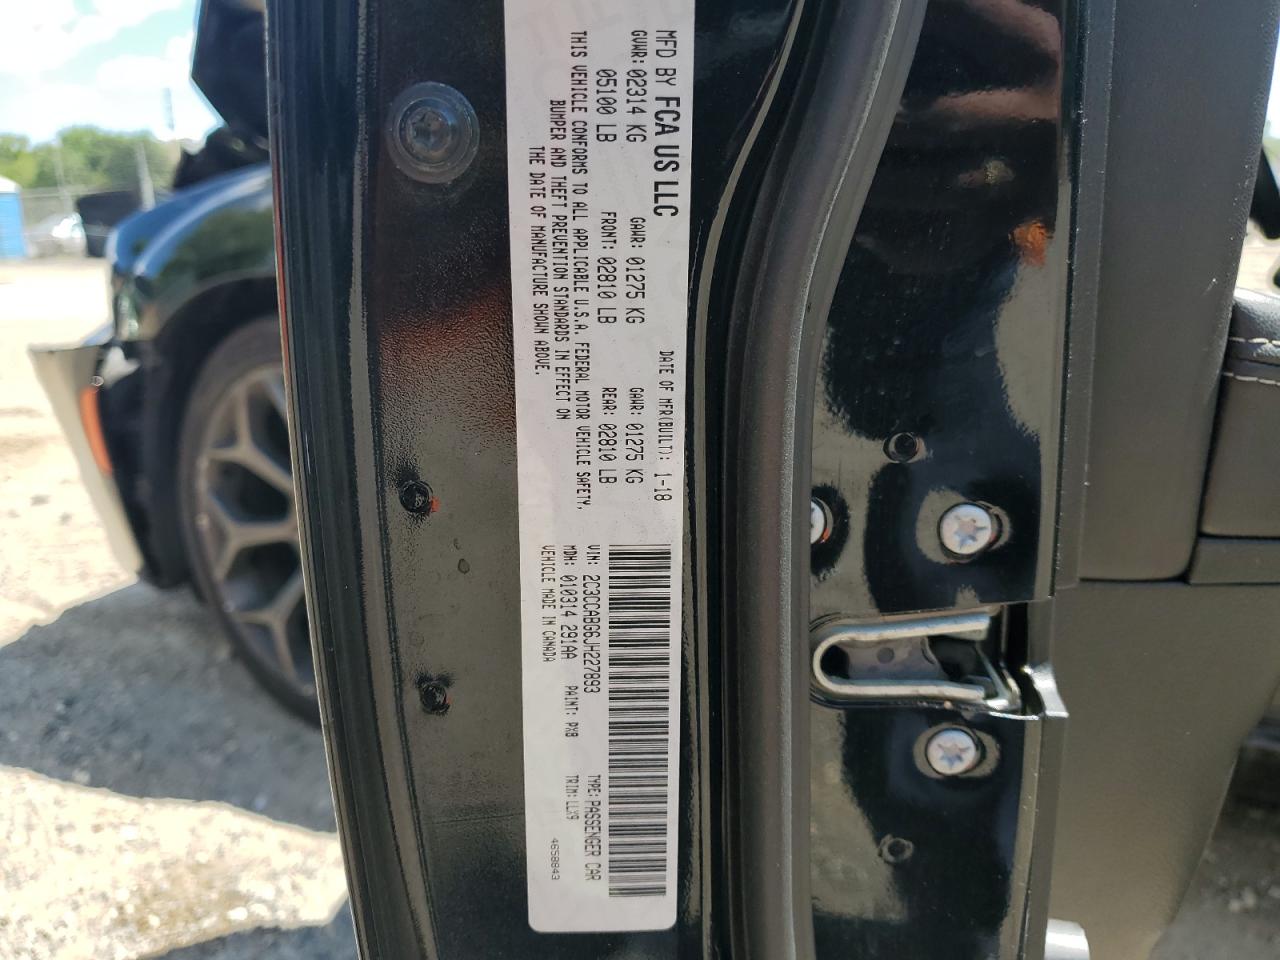 MFD BY FCA US LLC DATE OF MFR(BUILT): 1-18
GVWR: 02314 KG GAWR: 01275 KG GAWR: 01275 KG
05100 LB FRONT: 02810 LB REAR: 02810 LB
THIS VEHICLE CONFORMS TO ALL APPLICABLE U.S.A. FEDERAL MOTOR VEHICLE SAFETY,
BUMPER AND THEFT PREVENTION STANDARDS IN EFFECT ON
THE DATE OF MANUFACTURE SHOWN ABOVE.
VIN: 2C3CCABG6JH227893 TYPE: PASSENGER CAR
MDH: 010314 291AA PAINT: PX8 TRIM: LLX9
VEHICLE MADE IN CANADA 4658843